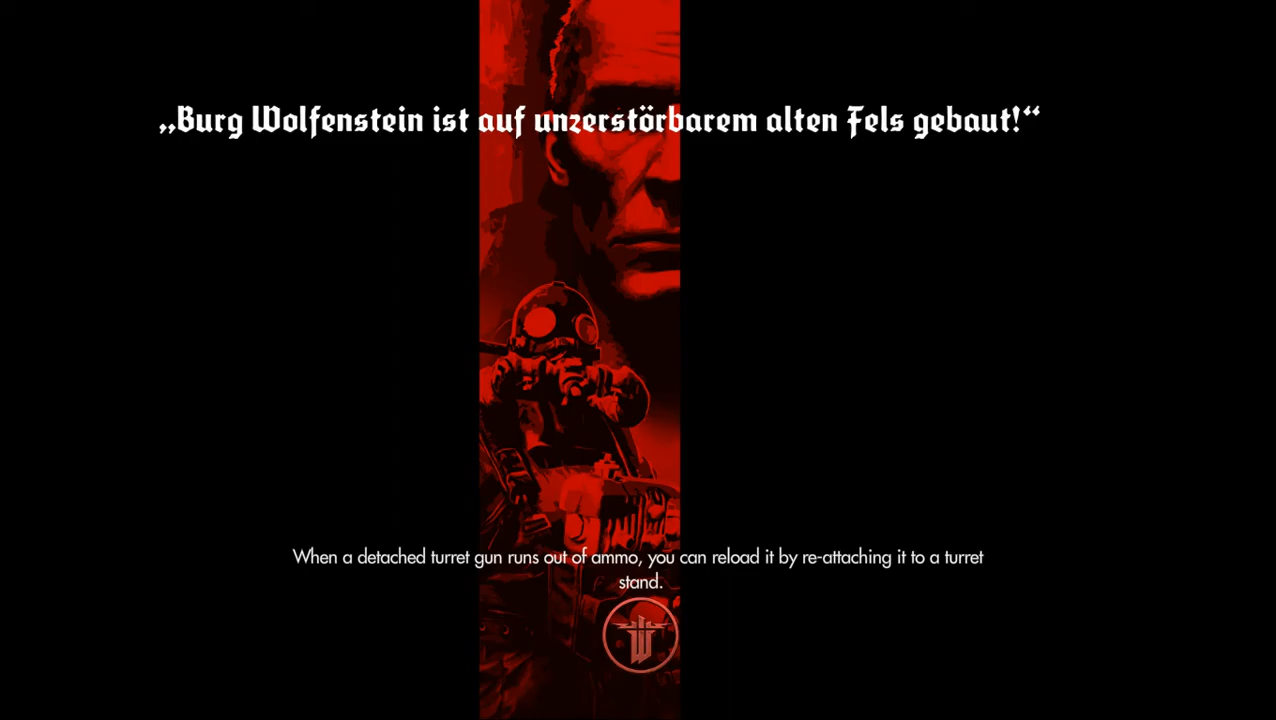 „Burg Wolfenstein ist auf unzerstörbarem alten Fels gebaut!“
When a detached turret gun runs out of ammo, you can reload it by re-attaching it to a turret
stand.